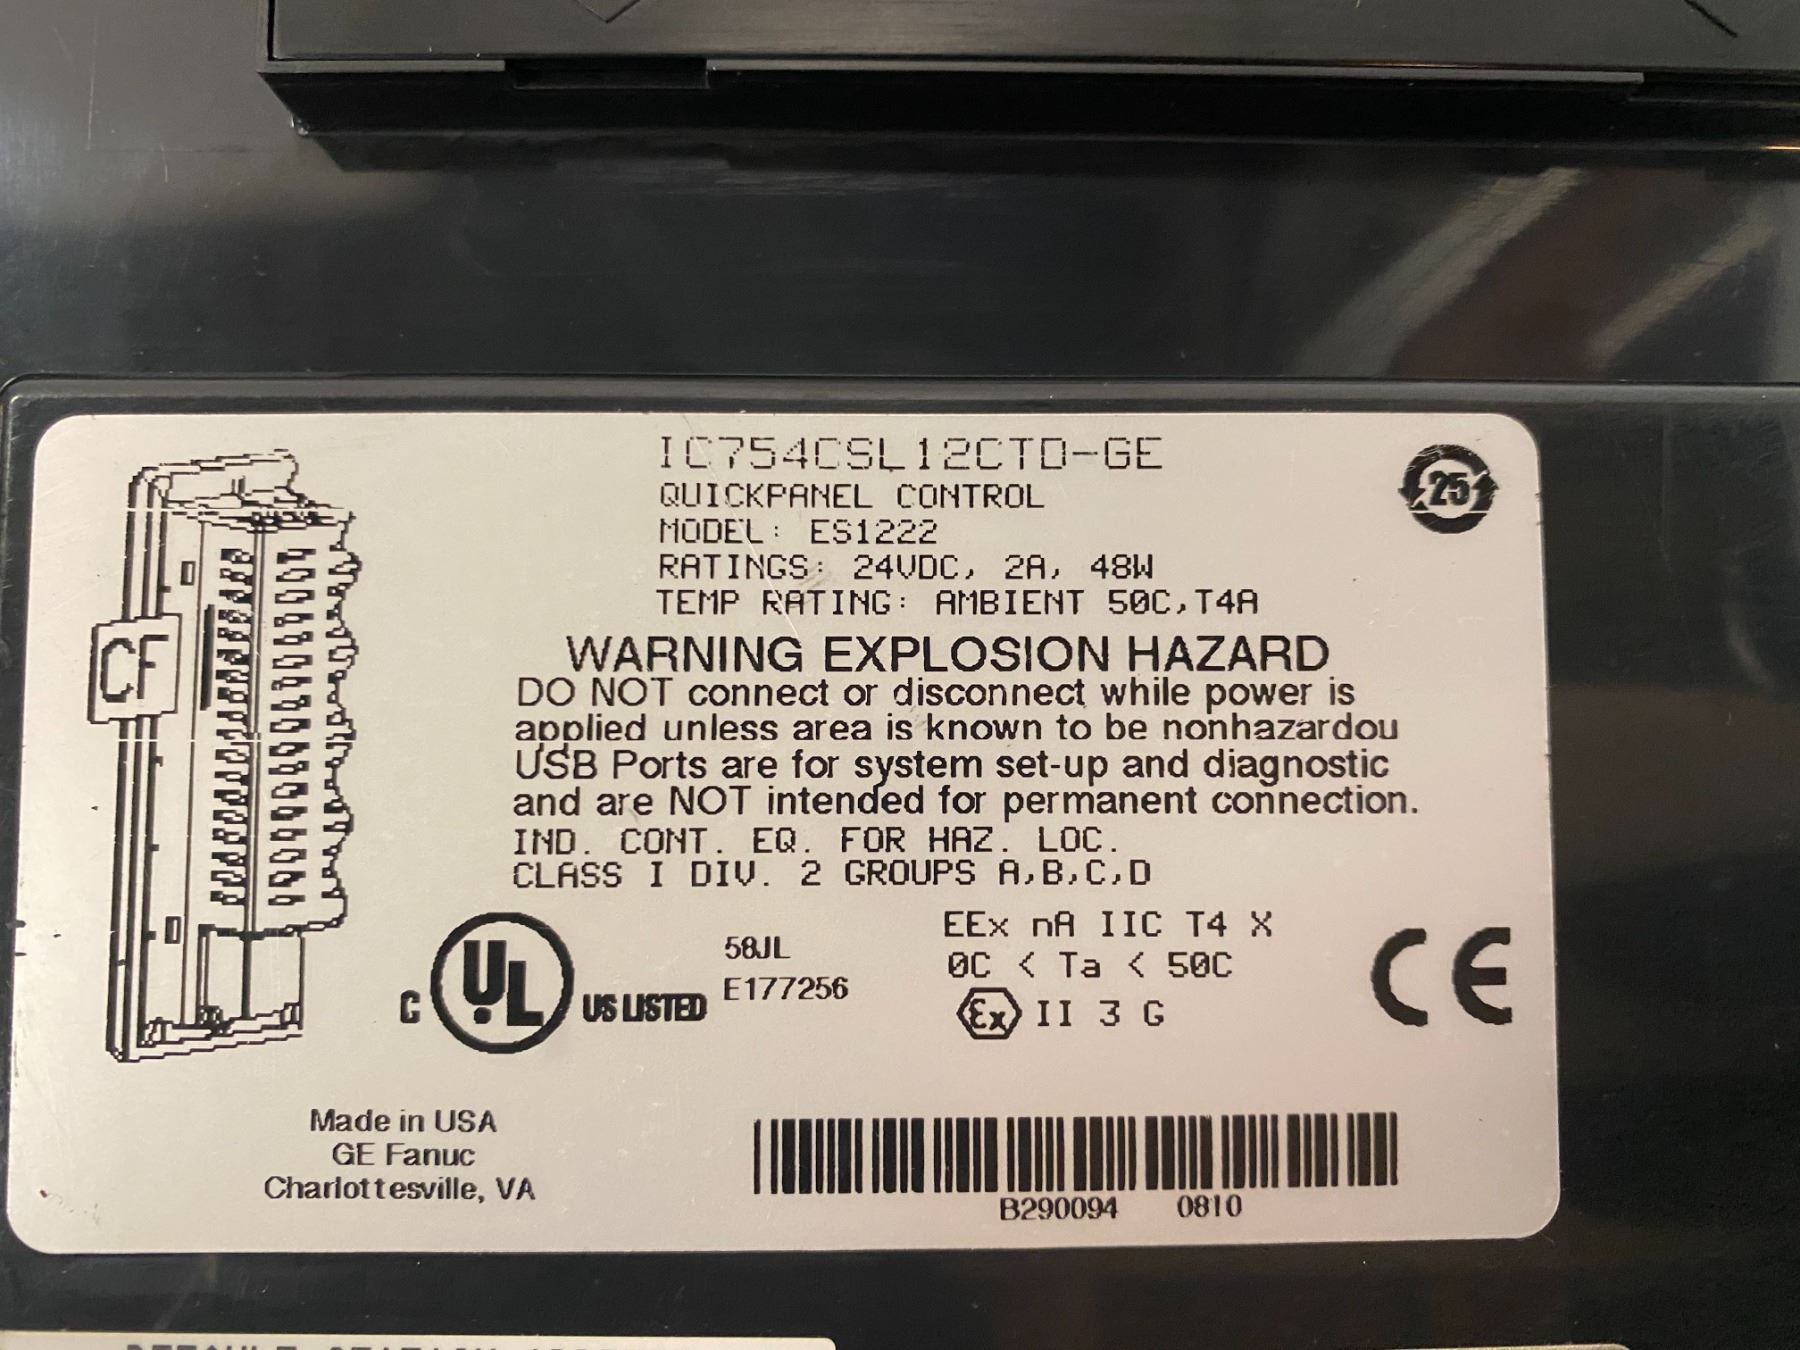 IC754CSL12CTD-GE
QUICKPANEL CONTROL
MODEL: ES1222
RATINGS: 24VDC, 2A, 48W
TEMP RATING: AMBIENT 50C,T4A
25
CF
WARNING EXPLOSION HAZARD
DO NOT connect or disconnect while power is
applied unless area is known to be nonhazardou
USB Ports are for system set-up and diagnostic
and are NOT intended for permanent connection.
IND. CONT. EQ. FOR HAZ. LOC.
CLASS I DIV. 2 GROUPS A,B,C,D
C UL US LISTED
58JL
E177256
EEx nA IIC T4 X
0C < Ta < 50C
Ex II 3 G
CE
Made in USA
GE Fanuc
Charlottesville, VA
B290094 0810